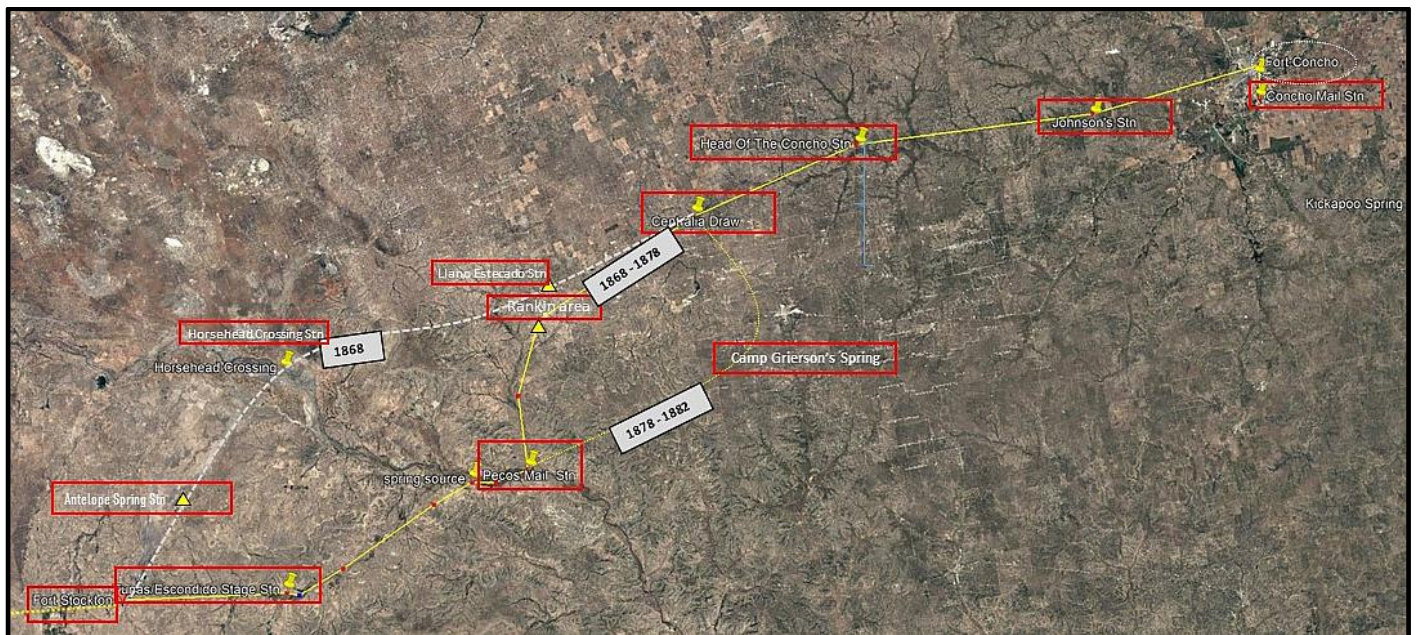 Fort Concho
Concho Mail Stn
Johnson's Stn
Head Of The Concho Stn
Kickapoo Spring
Centralia Draw
1868 - 1878
Llano Estecado Stn
Rankin area
Horsehead Crossing Stn
1868
Horsehead Crossing
Camp Grierson's Spring
1878 - 1882
spring source
Pecos Mail Stn
Antelope Spring Stn
Tunas/Escondido Stage Stn
Fort Stockton